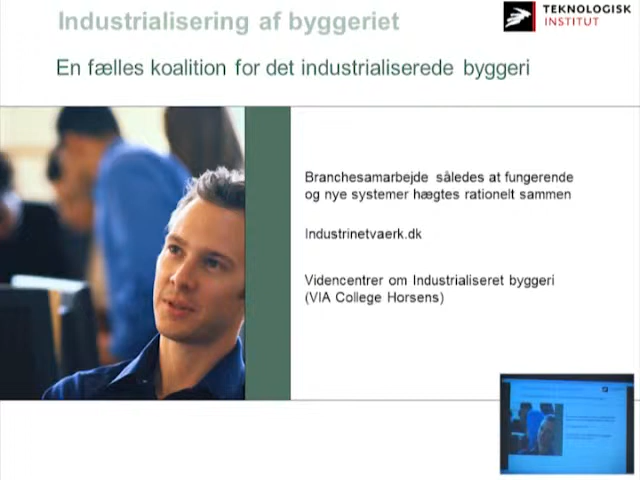 Industrialisering af byggeriet
TEKNOLOGISK
INSTITUT
En fælles koalition for det industrialiserede byggeri
Branchesamarbejde således at fungerende
og nye systemer hægtes rationelt sammen
Industrinetvaerk.dk
Videncentrer om Industrialiseret byggeri
(VIA College Horsens)